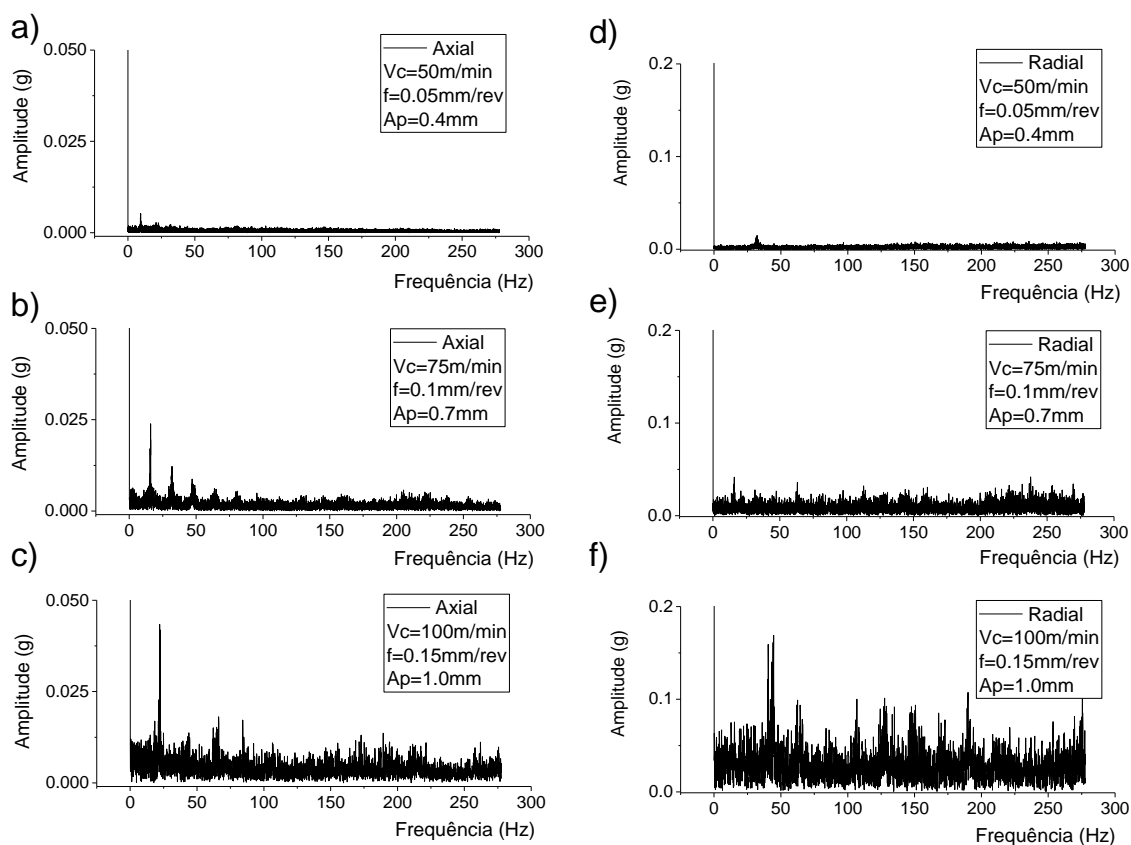 a)
0.050
0.025
0.000
Amplitude (g)
0 50 100 150 200 250 300
Frequência (Hz)
Axial
Vc=50m/min
f=0.05mm/rev
Ap=0.4mm
d)
0.2
0.1
0.0
Amplitude (g)
0 50 100 150 200 250 300
Frequência (Hz)
Radial
Vc=50m/min
f=0.05mm/rev
Ap=0.4mm
b)
0.050
0.025
0.000
Amplitude (g)
0 50 100 150 200 250 300
Frequência (Hz)
Axial
Vc=75m/min
f=0.1mm/rev
Ap=0.7mm
e)
0.2
0.1
0.0
Amplitude (g)
0 50 100 150 200 250 300
Frequência (Hz)
Radial
Vc=75m/min
f=0.1mm/rev
Ap=0.7mm
c)
0.050
0.025
0.000
Amplitude (g)
0 50 100 150 200 250 300
Frequência (Hz)
Axial
Vc=100m/min
f=0.15mm/rev
Ap=1.0mm
f)
0.2
0.1
0.0
Amplitude (g)
0 50 100 150 200 250 300
Frequência (Hz)
Radial
Vc=100m/min
f=0.15mm/rev
Ap=1.0mm